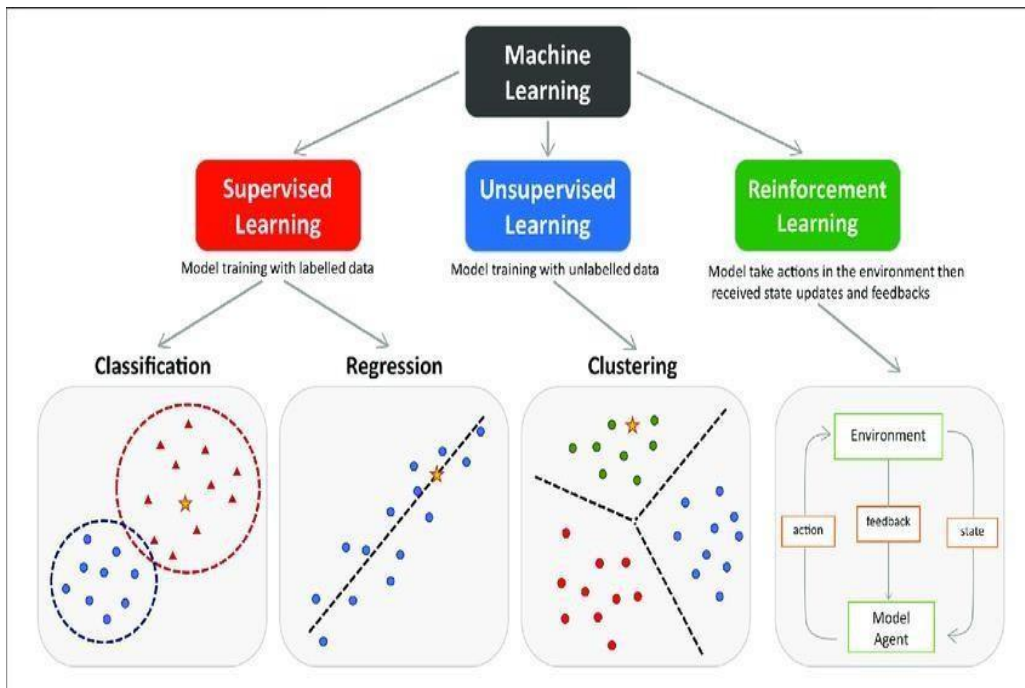 Machine
Learning
Supervised
Learning
Unsupervised
Learning
Reinforcement
Learning
Model training with labelled data
Model training with unlabelled data
Model take actions in the environment then
received state updates and feedbacks
Classification
Regression
Clustering
Environment
action
feedback
state
Model
Agent